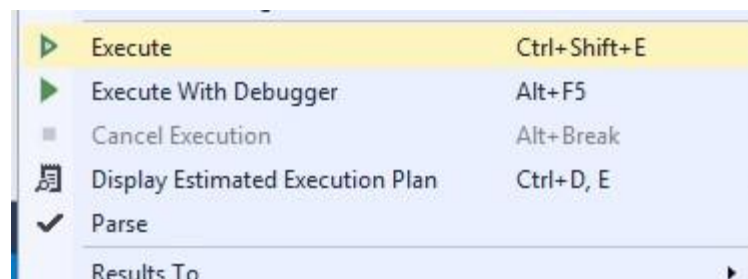 Execute Ctrl+Shift+E
Execute With Debugger Alt+F5
Cancel Execution Alt+Break
Display Estimated Execution Plan Ctrl+D, E
Parse
Results To